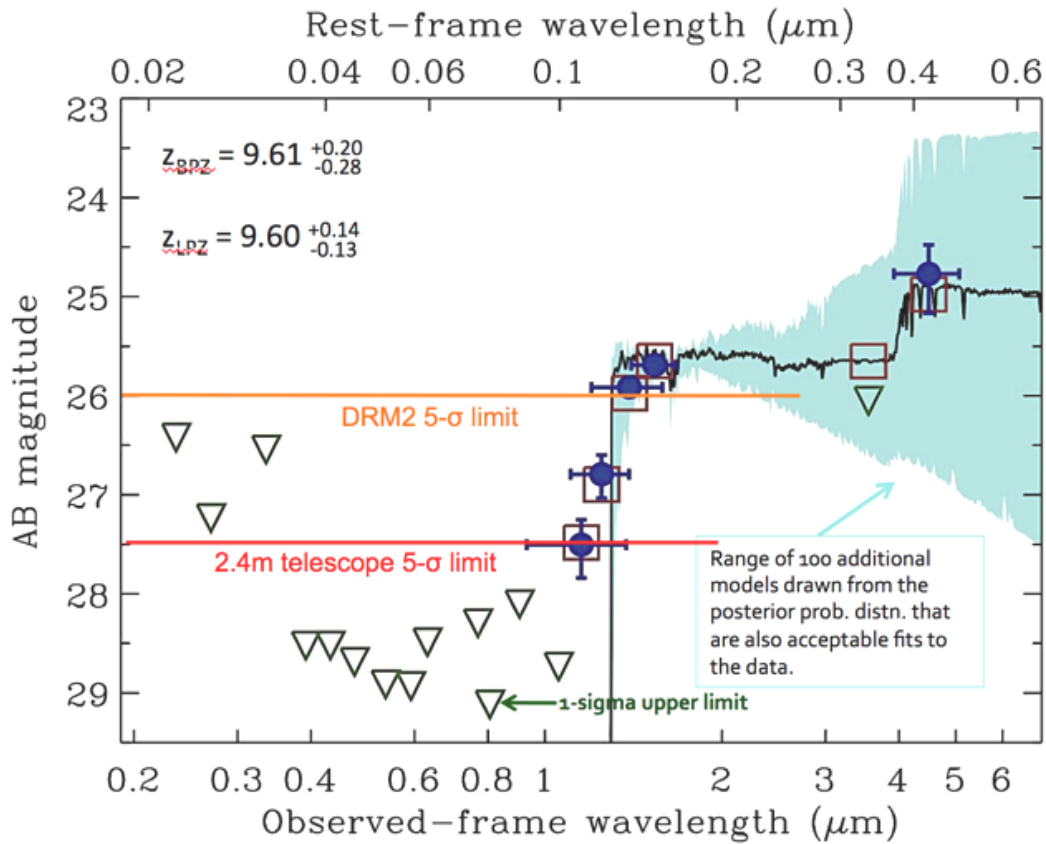 Rest−frame wavelength (μm)
0.02 0.04 0.06 0.1 0.2 0.4 0.6
23
24
25
26
27
28
29
AB magnitude
z_BPZ = 9.61 +0.20 -0.28
z_LPZ = 9.60 +0.14 -0.13
DRM2 5-σ limit
2.4m telescope 5-σ limit
Range of 100 additional
models drawn from the
posterior prob. distn. that
are also acceptable fits to
the data.
1-sigma upper limit
0.2 0.3 0.4 0.6 0.8 1 2 3 4 5 6
Observed−frame wavelength (μm)